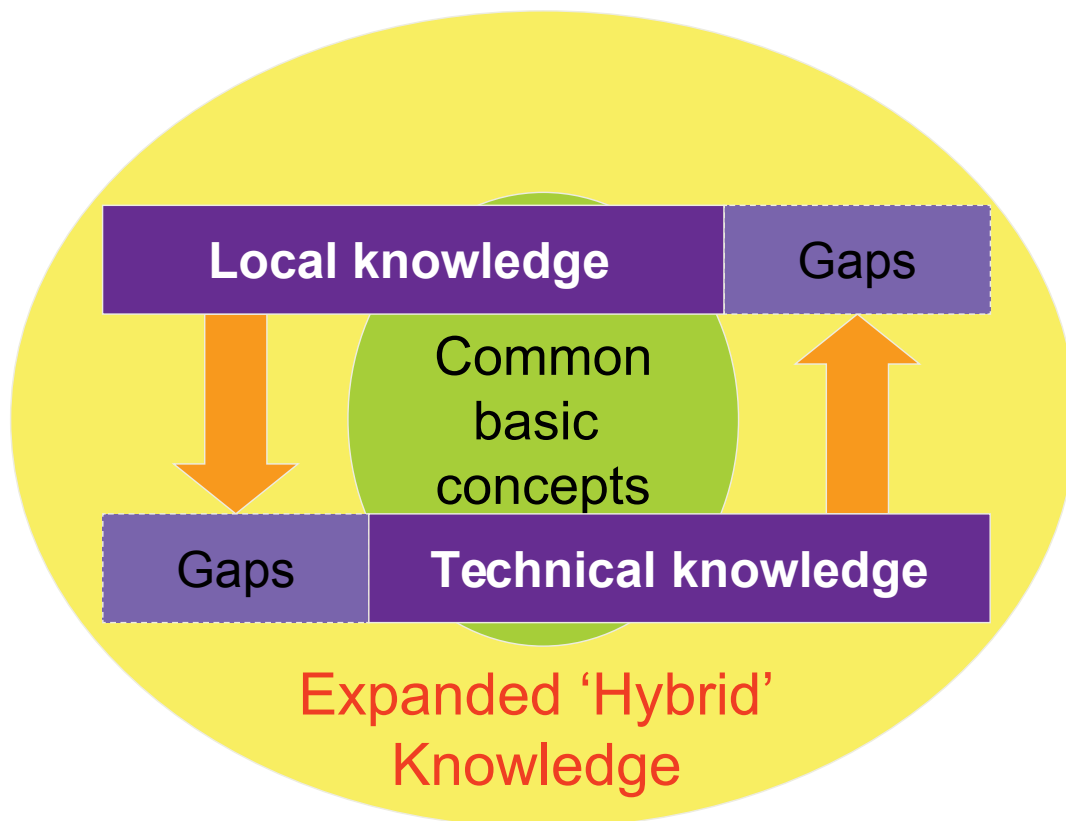 Local knowledge
Gaps
Common
basic
concepts
Gaps
Technical knowledge
Expanded ‘Hybrid’
Knowledge